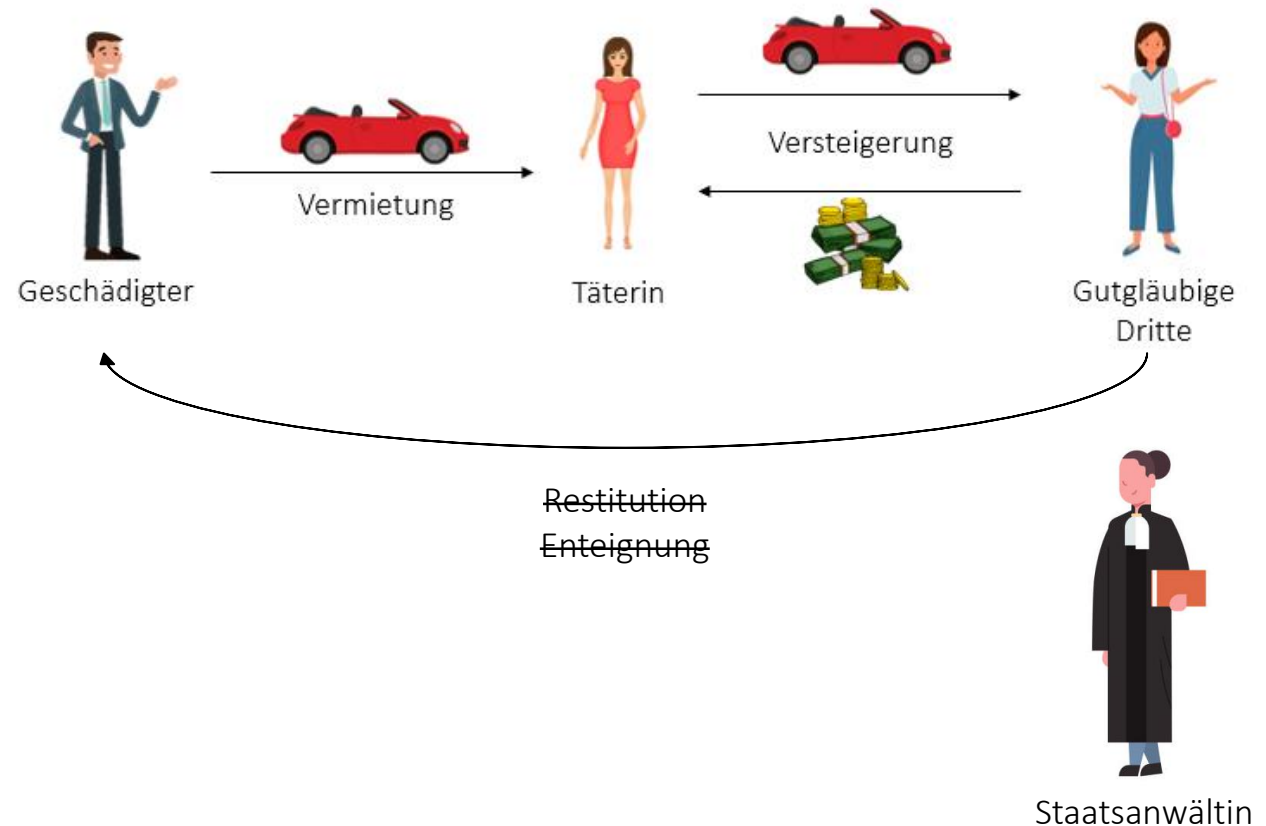 Versteigerung
Vermietung
Geschädigter
Täterin
Gutgläubige
Dritte
Restitution
Enteignung
Staatsanwältin